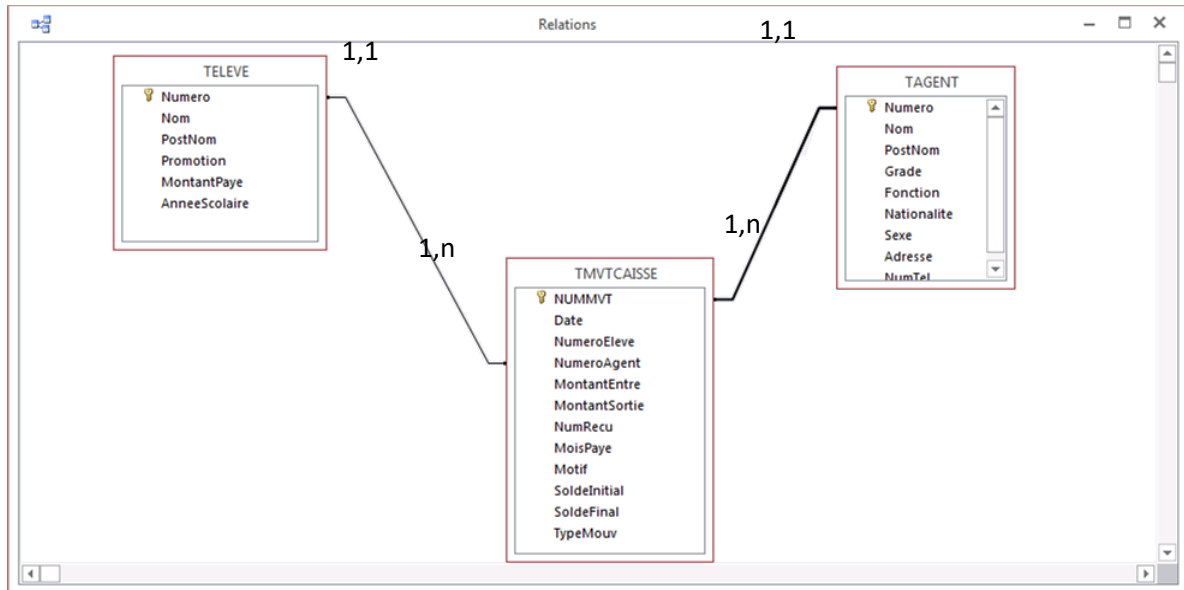 Relations
1,1
1,1
TELEVE
Numero
Nom
PostNom
Promotion
MontantPaye
AnneeScolaire
TAGENT
Numero
Nom
PostNom
Grade
Fonction
Nationalite
Sexe
Adresse
NumTel
1,n
1,n
TMVTCAISSE
NUMMVT
Date
NumeroEleve
NumeroAgent
MontantEntre
MontantSortie
NumRecu
MoisPaye
Motif
SoldeInitial
SoldeFinal
TypeMouv